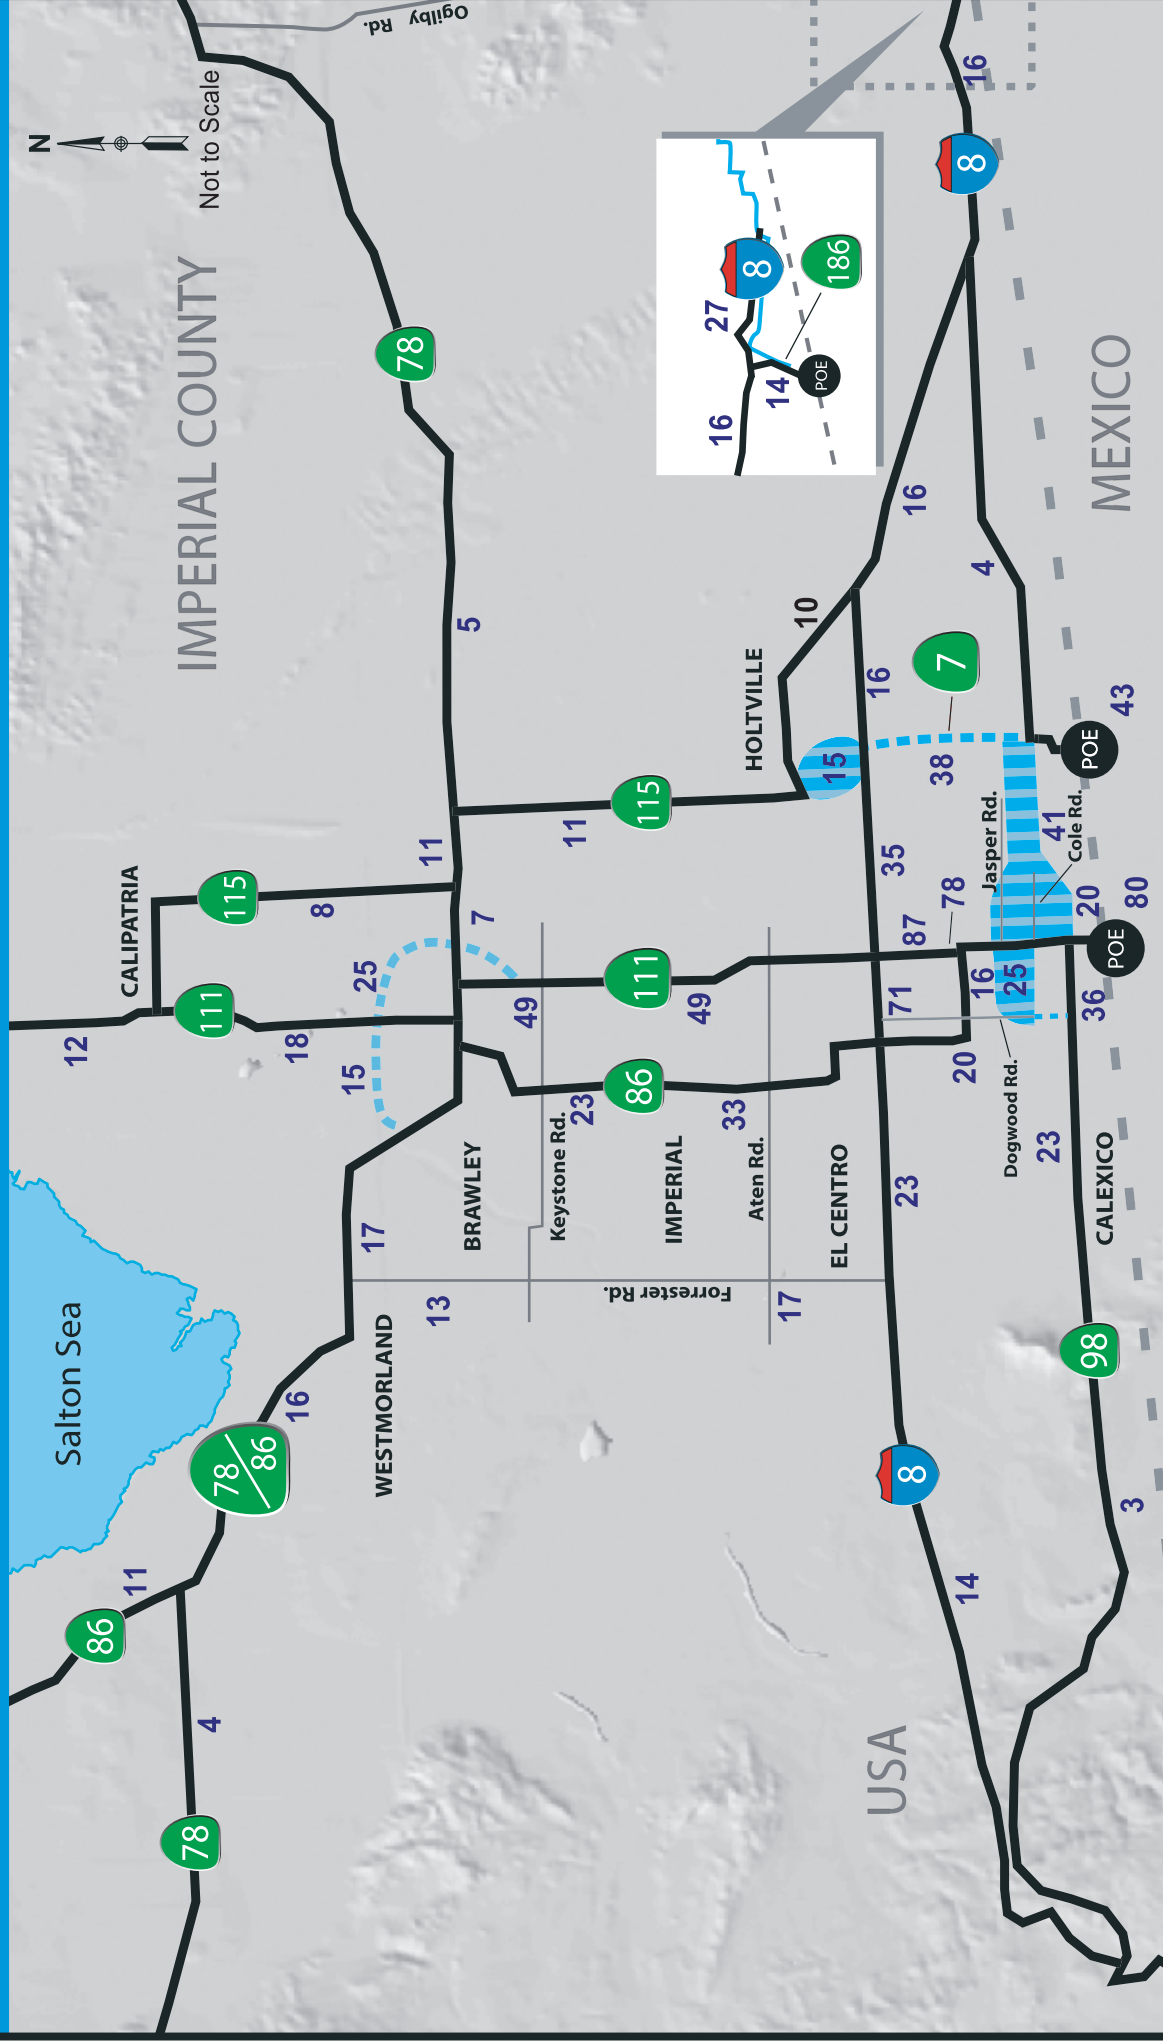 N
Not to Scale
Ogilby Rd.
IMPERIAL COUNTY
Salton Sea
CALIPATRIA
12
111
115
18
8
25
15
11
86
78
4
78
86
16
WESTMORLAND
17
13
BRAWLEY
7
11
5
78
Keystone Rd.
49
23
86
111
49
11
115
IMPERIAL
33
Aten Rd.
Forrester Rd.
17
EL CENTRO
HOLTVILLE
10
15
16
35
87
78
71
23
8
14
20
16
25
Jasper Rd.
41
Cole Rd.
20
80
POE
36
Dogwood Rd.
23
CALEXICO
98
3
7
38
POE
43
4
16
8
16
16
27
8
186
14
POE
USA
MEXICO